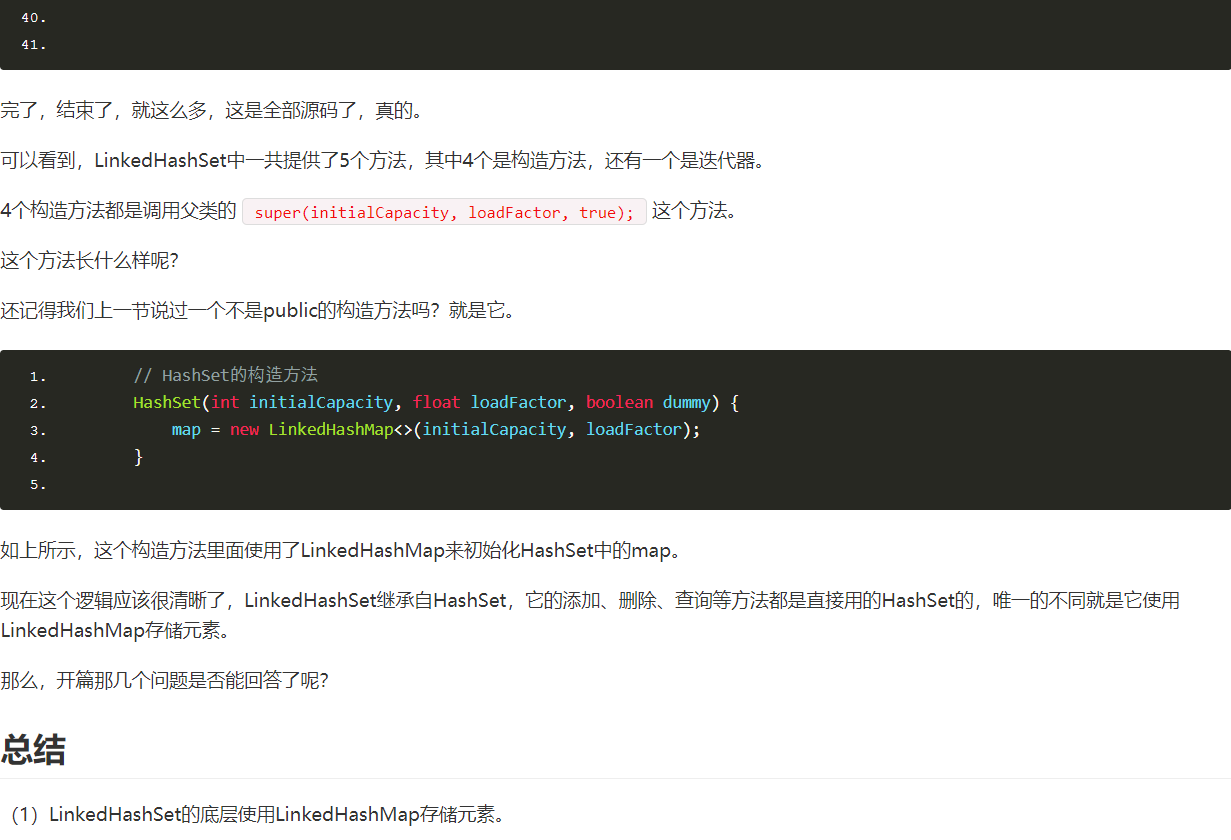 40.
41.
完了，结束了，就这么多，这是全部源码了，真的。
可以看到，LinkedHashSet中一共提供了5个方法，其中4个是构造方法，还有一个是迭代器。
4个构造方法都是调用父类的 super(initialCapacity, loadFactor, true); 这个方法。
这个方法长什么样呢？
还记得我们上一节说过一个不是public的构造方法吗？就是它。
1. // HashSet的构造方法
2. HashSet(int initialCapacity, float loadFactor, boolean dummy) {
3. map = new LinkedHashMap<>(initialCapacity, loadFactor);
4. }
5.
如上所示，这个构造方法里面使用了LinkedHashMap来初始化HashSet中的map。
现在这个逻辑应该很清晰了，LinkedHashSet继承自HashSet，它的添加、删除、查询等方法都是直接用的HashSet的，唯一的不同就是它使用
LinkedHashMap存储元素。
那么，开篇那几个问题是否能回答了呢？
总结
（1）LinkedHashSet的底层使用LinkedHashMap存储元素。